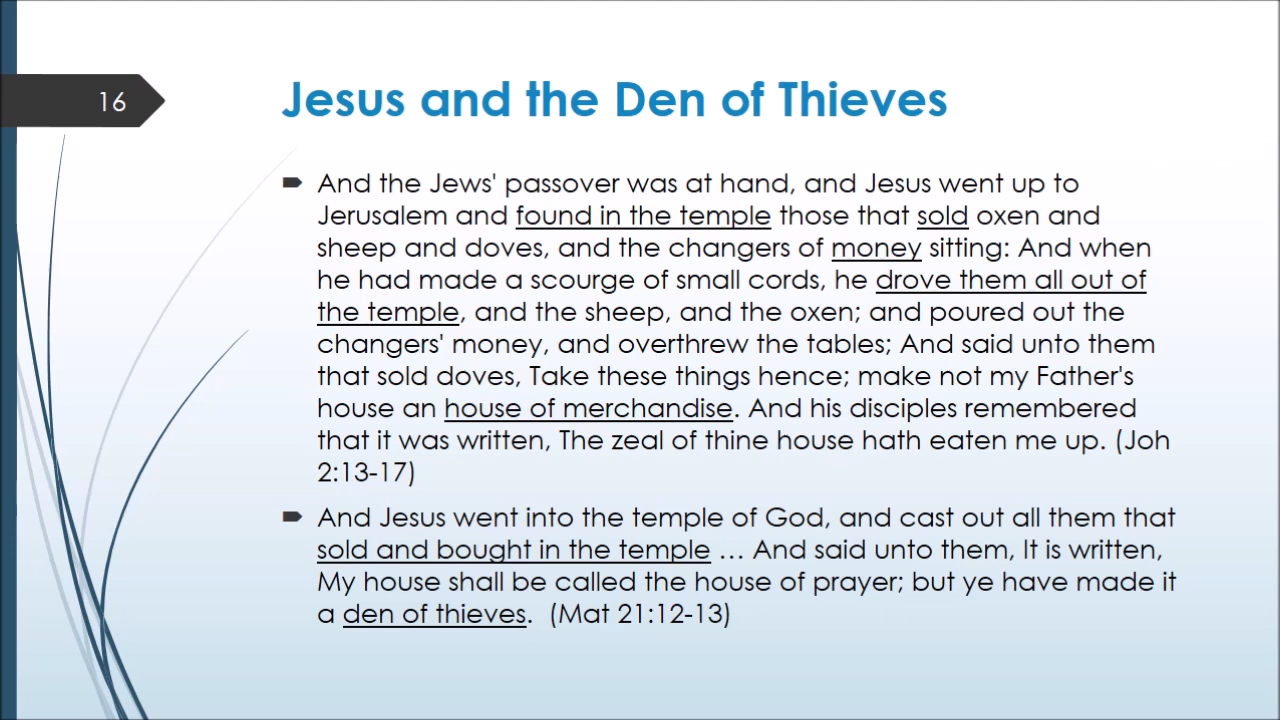 16
Jesus and the Den of Thieves
And the Jews' passover was at hand, and Jesus went up to
Jerusalem and found in the temple those that sold oxen and
sheep and doves, and the changers of money sitting: And when
he had made a scourge of small cords, he drove them all out of
the temple, and the sheep, and the oxen; and poured out the
changers' money, and overthrew the tables; And said unto them
that sold doves, Take these things hence; make not my Father's
house an house of merchandise. And his disciples remembered
that it was written, The zeal of thine house hath eaten me up. (Joh
2:13-17)
And Jesus went into the temple of God, and cast out all them that
sold and bought in the temple … And said unto them, It is written,
My house shall be called the house of prayer; but ye have made it
a den of thieves.  (Mat 21:12-13)